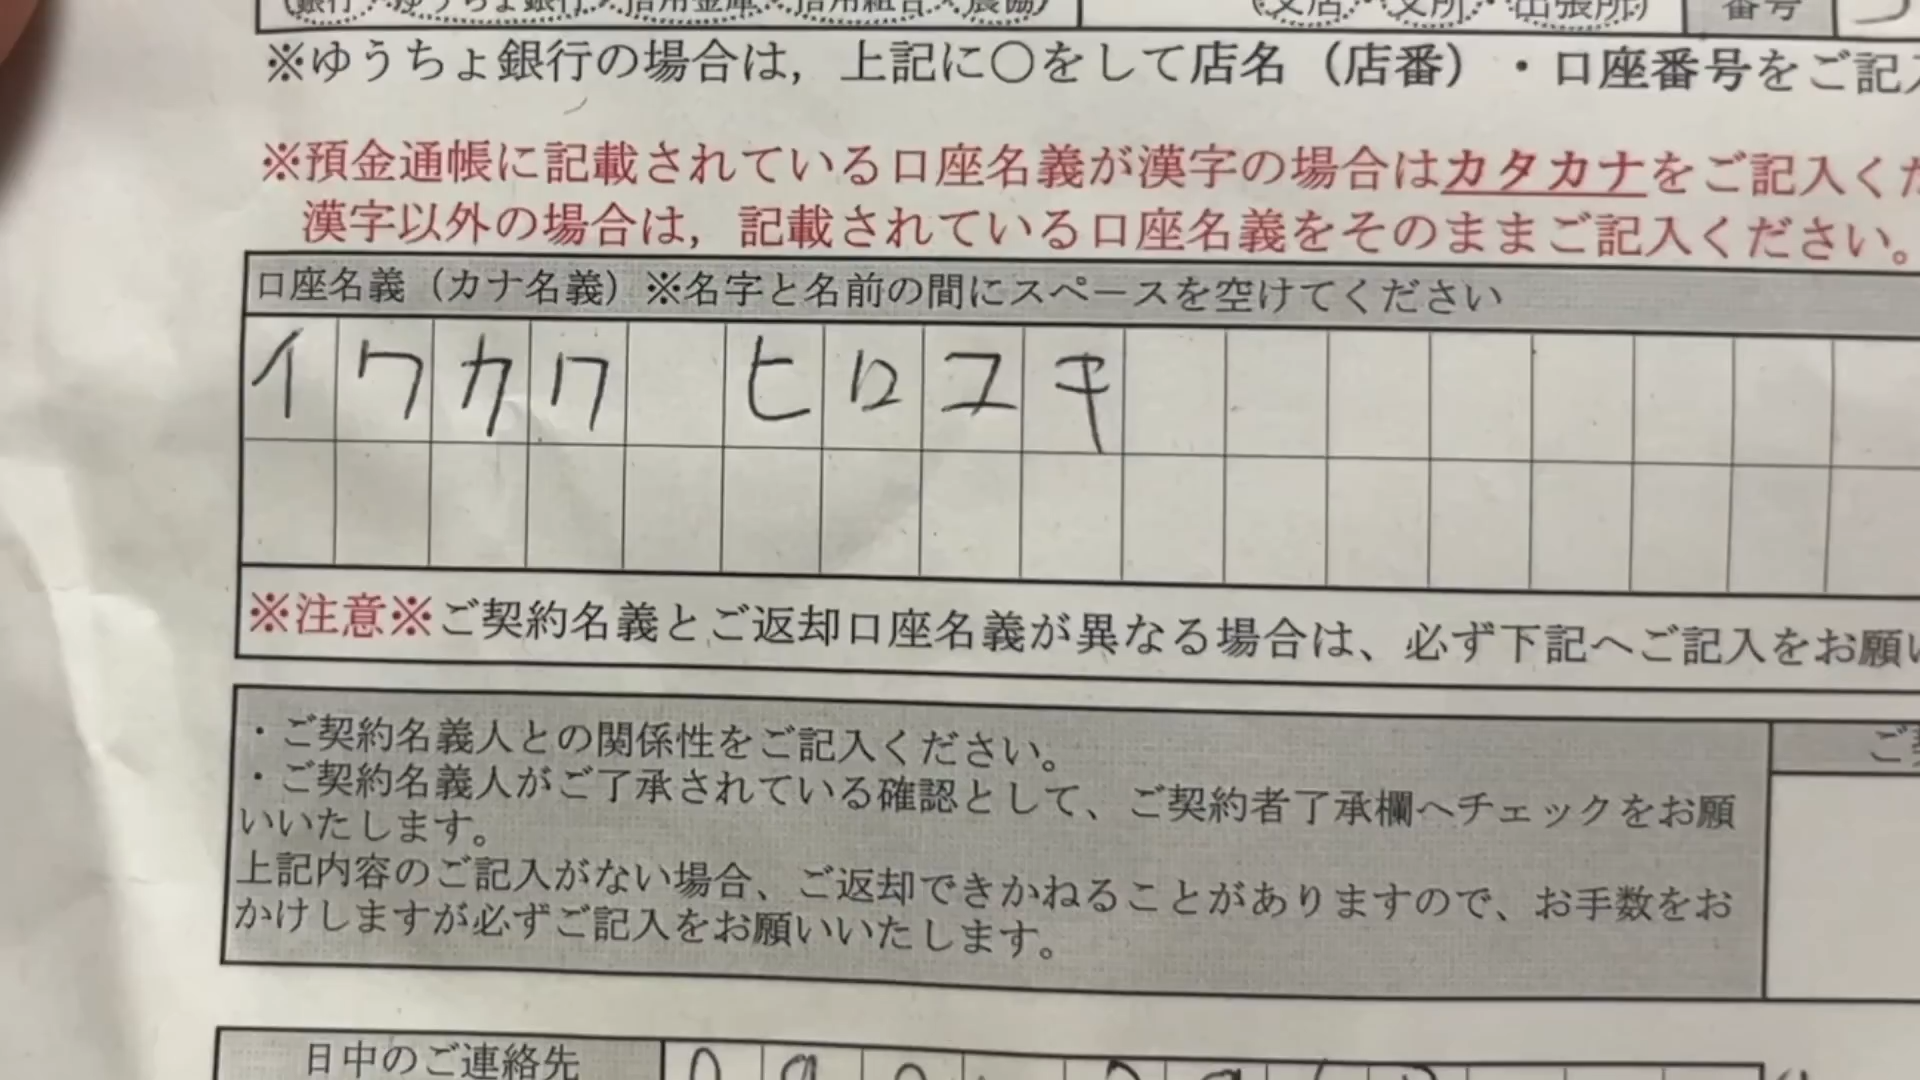 (銀行・ゆうちょ銀行・信用金庫・信用組合・農協)
(支店・支所・出張所)
番号
※ゆうちょ銀行の場合は，上記に○をして店名（店番）・口座番号をご記入
※預金通帳に記載されている口座名義が漢字の場合はカタカナをご記入くだ
漢字以外の場合は，記載されている口座名義をそのままご記入ください。
口座名義（カナ名義）※名字と名前の間にスペースを空けてください
イワカワ ヒロユキ
※注意※ご契約名義とご返却口座名義が異なる場合は、必ず下記へご記入をお願い
・ご契約名義人との関係性をご記入ください。
・ご契約名義人がご了承されている確認として、ご契約者了承欄へチェックをお願
いいたします。
上記内容のご記入がない場合、ご返却できかねることがありますので、お手数をお
かけしますが必ずご記入をお願いいたします。
ご契
日中のご連絡先